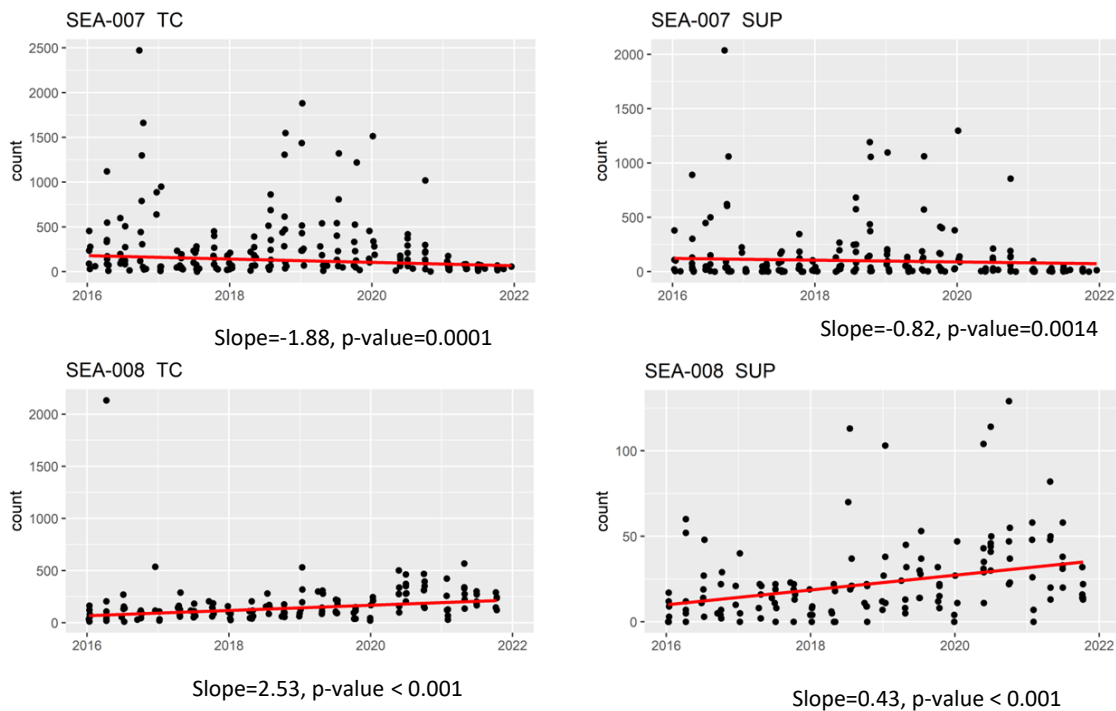 SEA-007 TC
2500
2000
1500
1000
500
0
count
2016
2018
2020
2022
Slope=-1.88, p-value=0.0001
SEA-007 SUP
2000
1500
1000
500
0
count
2016
2018
2020
2022
Slope=-0.82, p-value=0.0014
SEA-008 TC
2000
1500
1000
500
0
count
2016
2018
2020
2022
Slope=2.53, p-value < 0.001
SEA-008 SUP
100
50
0
count
2016
2018
2020
2022
Slope=0.43, p-value < 0.001